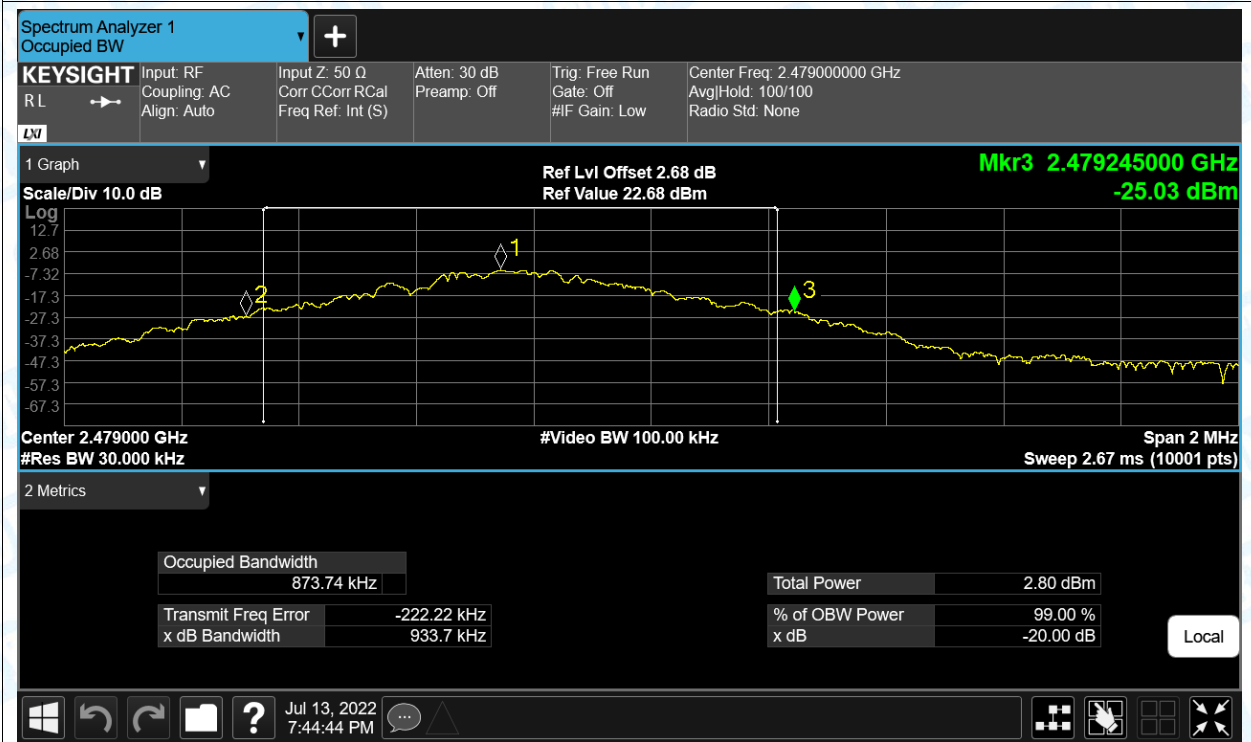 Spectrum Analyzer 1
Occupied BW
KEYSIGHT
R L
LXI
Input: RF
Coupling: AC
Align: Auto
Input Z: 50 Ω
Corr CCorr RCal
Freq Ref: Int (S)
Atten: 30 dB
Preamp: Off
Trig: Free Run
Gate: Off
#IF Gain: Low
Center Freq: 2.479000000 GHz
Avg|Hold: 100/100
Radio Std: None
1 Graph
Scale/Div 10.0 dB
Ref Lvl Offset 2.68 dB
Ref Value 22.68 dBm
Mkr3 2.479245000 GHz
-25.03 dBm
Log
12.7
2.68
-7.32
-17.3
-27.3
-37.3
-47.3
-57.3
-67.3
1
2
3
Center 2.479000 GHz
#Video BW 100.00 kHz
Span 2 MHz
#Res BW 30.000 kHz
Sweep 2.67 ms (10001 pts)
2 Metrics
Occupied Bandwidth
873.74 kHz
Transmit Freq Error -222.22 kHz
x dB Bandwidth 933.7 kHz
Total Power 2.80 dBm
% of OBW Power 99.00 %
x dB -20.00 dB
Local
?
Jul 13, 2022
7:44:44 PM